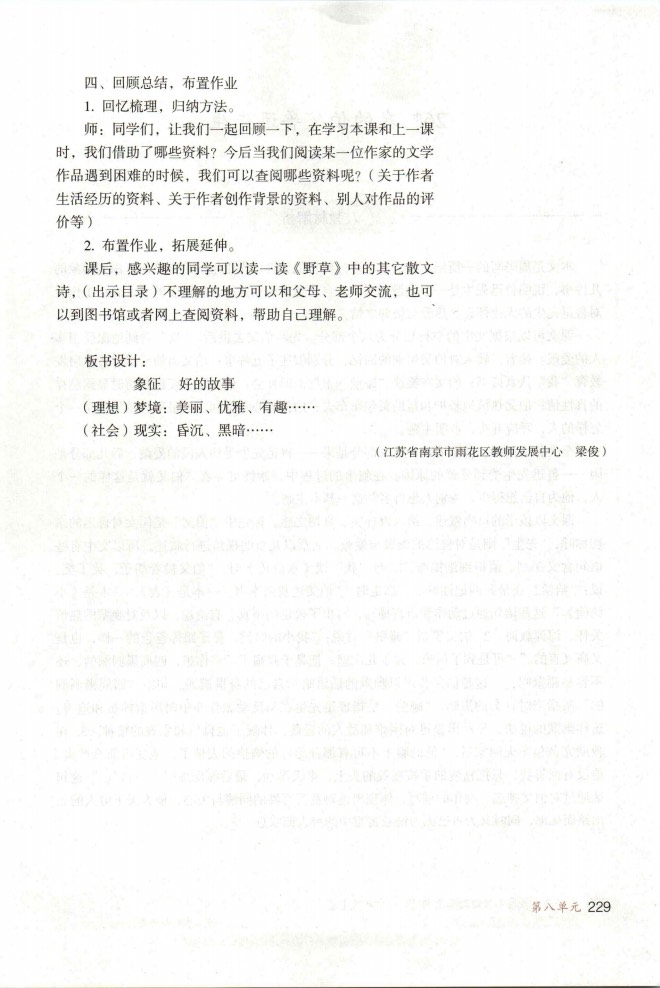 四、回顾总结，布置作业
1. 回忆梳理，归纳方法。
师：同学们，让我们一起回顾一下，在学习本课和上一课
时，我们借助了哪些资料？今后当我们阅读某一位作家的文学
作品遇到困难的时候，我们可以查阅哪些资料呢？（关于作者
生活经历的资料、关于作者创作背景的资料、别人对作品的评
价等）
2. 布置作业，拓展延伸。
课后，感兴趣的同学可以读一读《野草》中的其它散文
诗，（出示目录）不理解的地方可以和父母、老师交流，也可
以到图书馆或者网上查阅资料，帮助自己理解。
板书设计：
象征 好的故事
（理想）梦境：美丽、优雅、有趣……
（社会）现实：昏沉、黑暗……
（江苏省南京市雨花区教师发展中心 梁俊）
第八单元 229